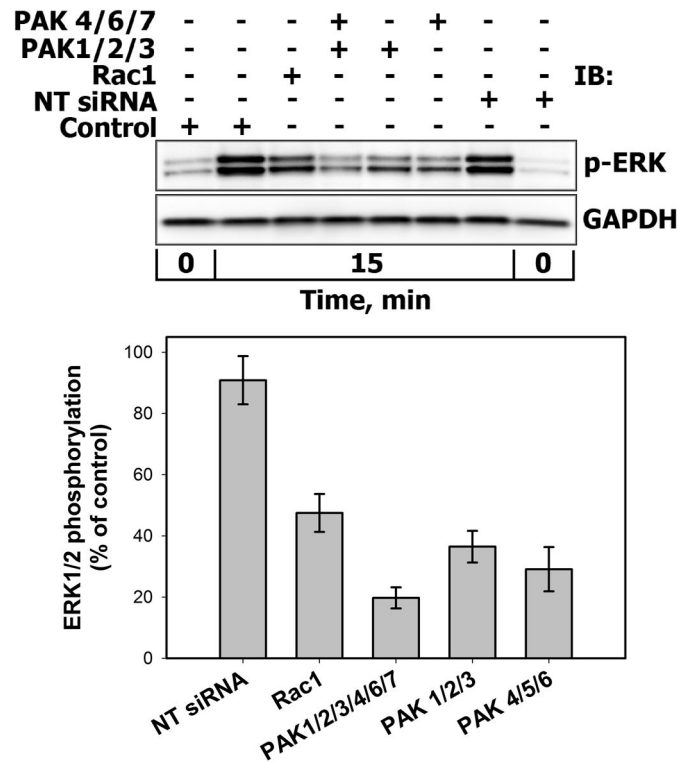 PAK 4/6/7 - - - + - + - -
PAK1/2/3 - - - + + - - -
Rac1 - - + - - - - - IB:
NT siRNA - - - - - - + +
Control + + - - - - - -
p-ERK
GAPDH
0 15 0
Time, min
ERK1/2 phosphorylation
(% of control)
100
80
60
40
20
0
NT siRNA
Rac1
PAK1/2/3/4/6/7
PAK 1/2/3
PAK 4/5/6